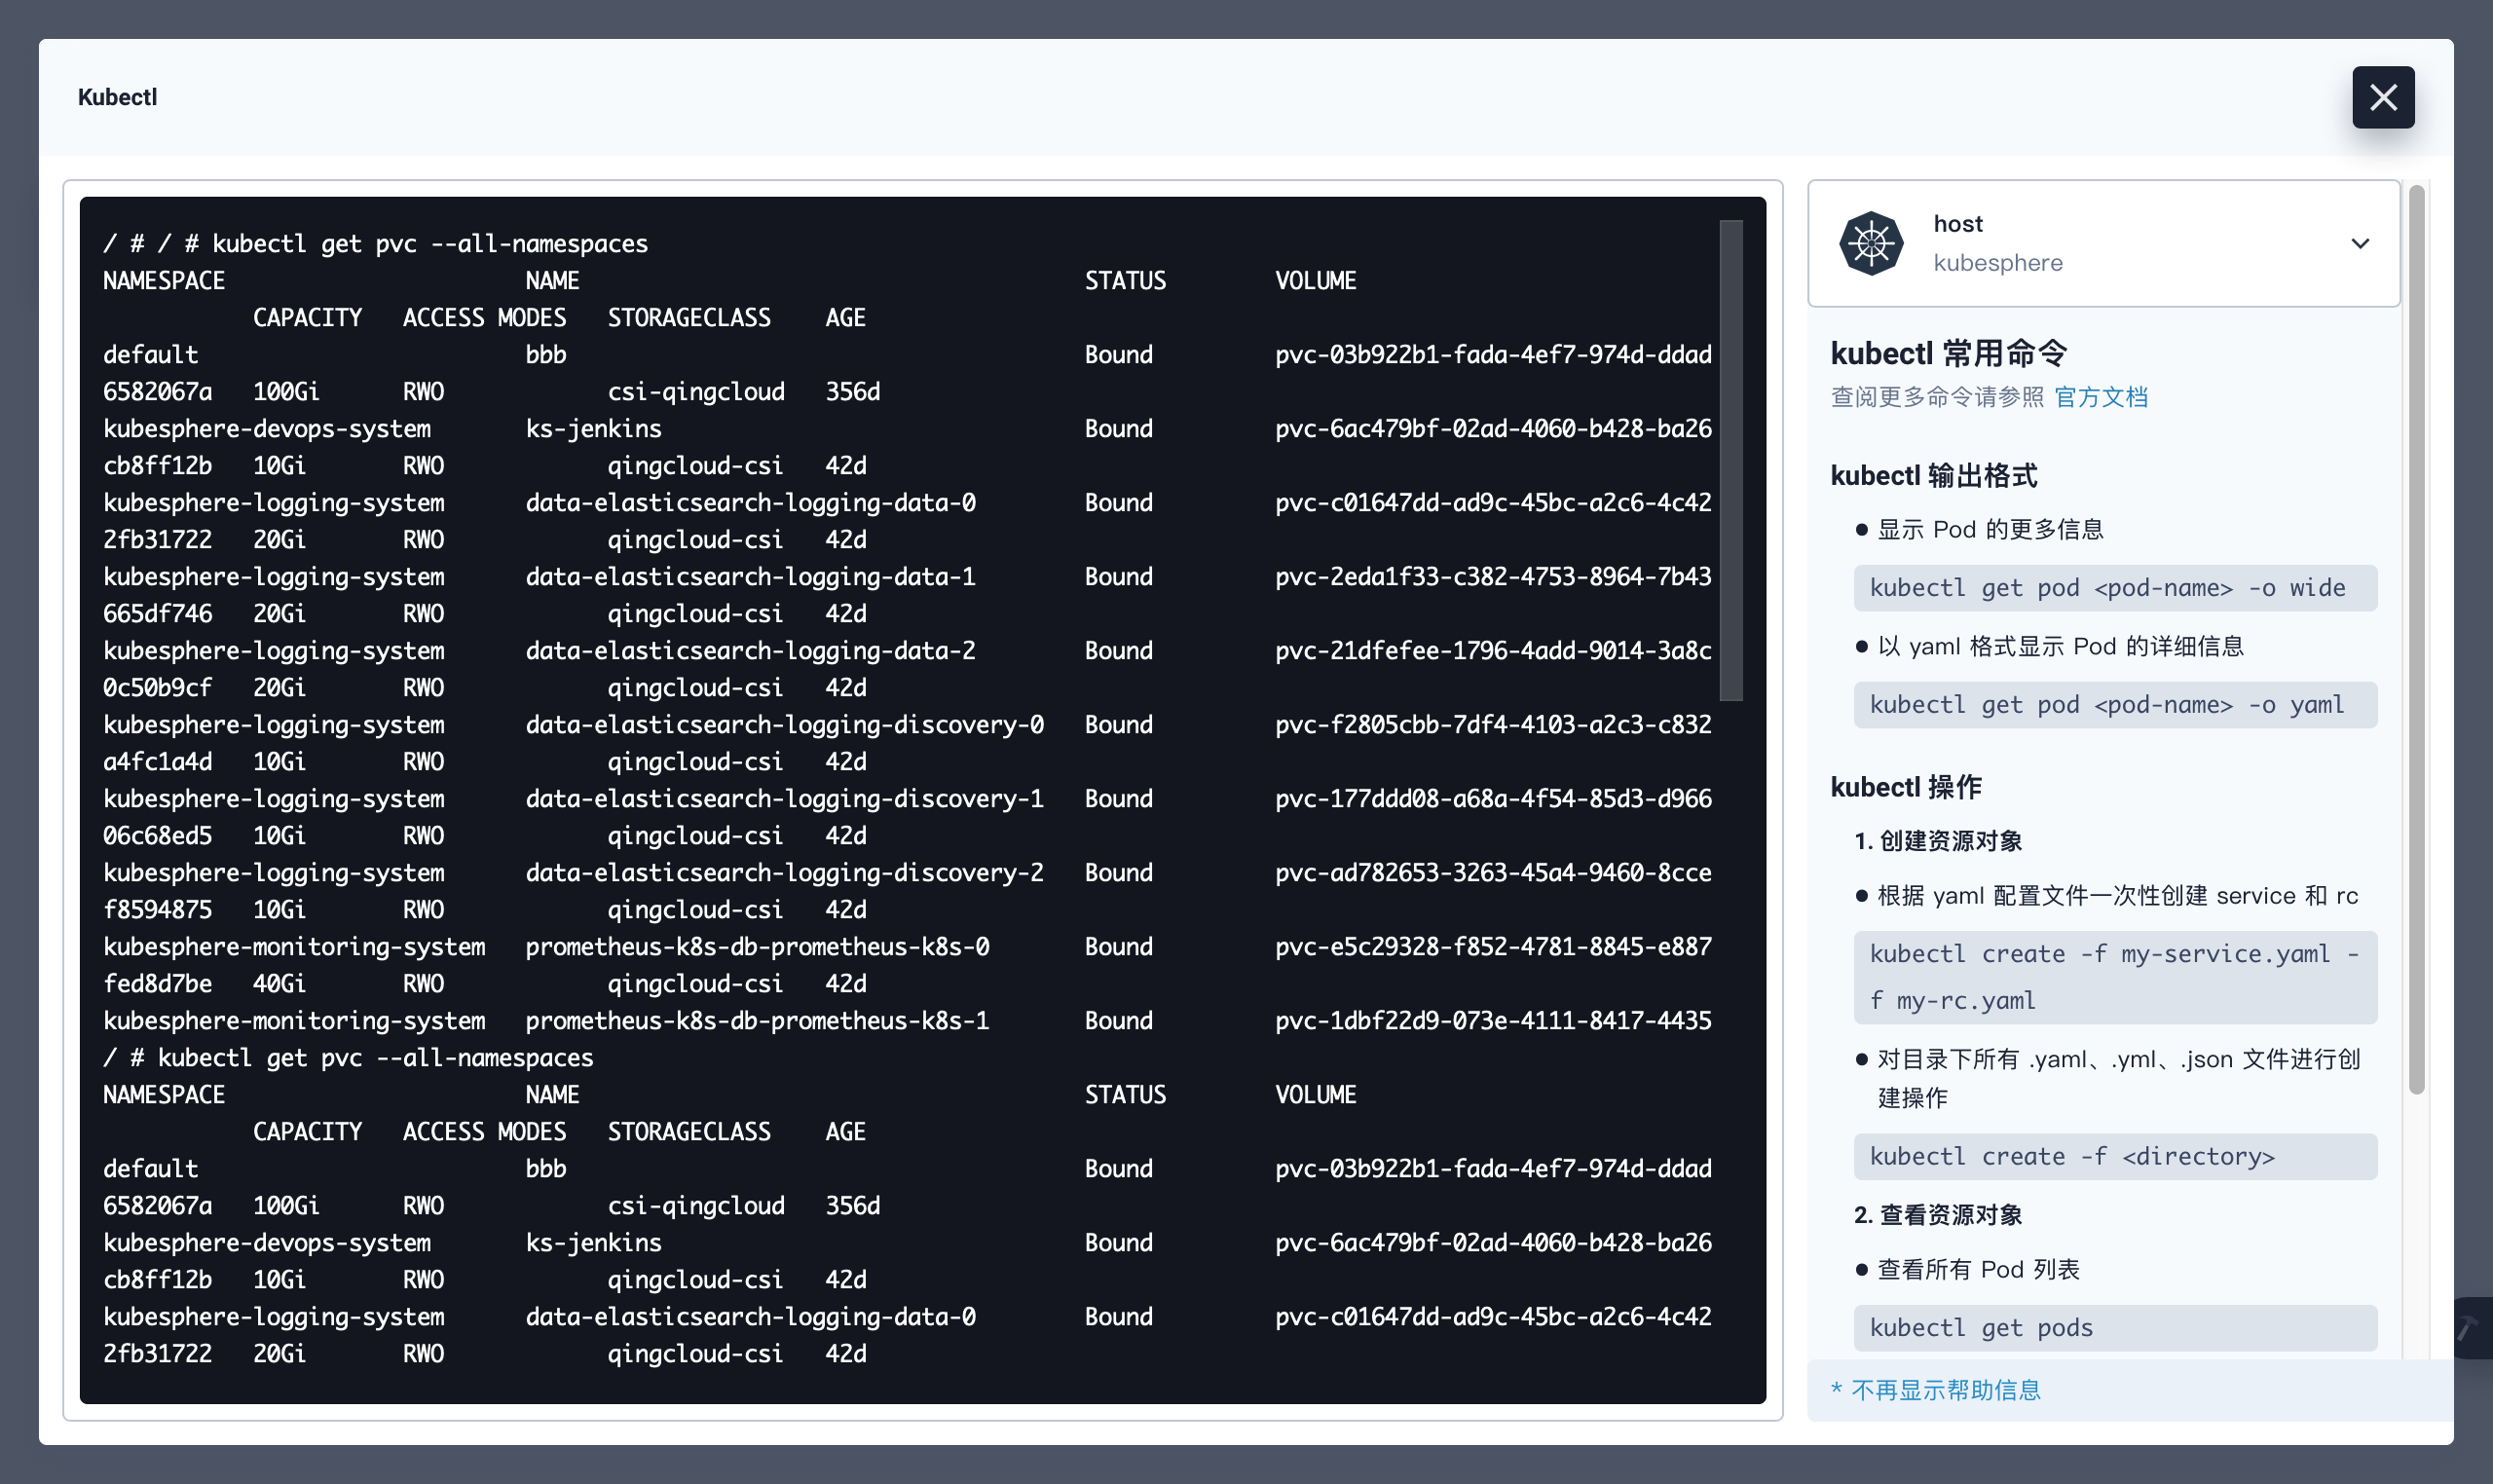 Kubectl
/ # / # kubectl get pvc --all-namespaces
NAMESPACE                      NAME                                     STATUS        VOLUME
           CAPACITY   ACCESS MODES   STORAGECLASS    AGE
default                        bbb                                      Bound         pvc-03b922b1-fada-4ef7-974d-ddad
6582067a   100Gi      RWO            csi-qingcloud   356d
kubesphere-devops-system       ks-jenkins                               Bound         pvc-6ac479bf-02ad-4060-b428-ba26
cb8ff12b   10Gi       RWO            qingcloud-csi   42d
kubesphere-logging-system      data-elasticsearch-logging-data-0        Bound         pvc-c01647dd-ad9c-45bc-a2c6-4c42
2fb31722   20Gi       RWO            qingcloud-csi   42d
kubesphere-logging-system      data-elasticsearch-logging-data-1        Bound         pvc-2eda1f33-c382-4753-8964-7b43
665df746   20Gi       RWO            qingcloud-csi   42d
kubesphere-logging-system      data-elasticsearch-logging-data-2        Bound         pvc-21dfefee-1796-4add-9014-3a8c
0c50b9cf   20Gi       RWO            qingcloud-csi   42d
kubesphere-logging-system      data-elasticsearch-logging-discovery-0   Bound         pvc-f2805cbb-7df4-4103-a2c3-c832
a4fc1a4d   10Gi       RWO            qingcloud-csi   42d
kubesphere-logging-system      data-elasticsearch-logging-discovery-1   Bound         pvc-177ddd08-a68a-4f54-85d3-d966
06c68ed5   10Gi       RWO            qingcloud-csi   42d
kubesphere-logging-system      data-elasticsearch-logging-discovery-2   Bound         pvc-ad782653-3263-45a4-9460-8cce
f8594875   10Gi       RWO            qingcloud-csi   42d
kubesphere-monitoring-system   prometheus-k8s-db-prometheus-k8s-0       Bound         pvc-e5c29328-f852-4781-8845-e887
fed8d7be   40Gi       RWO            qingcloud-csi   42d
kubesphere-monitoring-system   prometheus-k8s-db-prometheus-k8s-1       Bound         pvc-1dbf22d9-073e-4111-8417-4435
/ # kubectl get pvc --all-namespaces
NAMESPACE                      NAME                                     STATUS        VOLUME
           CAPACITY   ACCESS MODES   STORAGECLASS    AGE
default                        bbb                                      Bound         pvc-03b922b1-fada-4ef7-974d-ddad
6582067a   100Gi      RWO            csi-qingcloud   356d
kubesphere-devops-system       ks-jenkins                               Bound         pvc-6ac479bf-02ad-4060-b428-ba26
cb8ff12b   10Gi       RWO            qingcloud-csi   42d
kubesphere-logging-system      data-elasticsearch-logging-data-0        Bound         pvc-c01647dd-ad9c-45bc-a2c6-4c42
2fb31722   20Gi       RWO            qingcloud-csi   42d
host
kubesphere
kubectl 常用命令
查阅更多命令请参照 官方文档
kubectl 输出格式
● 显示 Pod 的更多信息
kubectl get pod <pod-name> -o wide
● 以 yaml 格式显示 Pod 的详细信息
kubectl get pod <pod-name> -o yaml
kubectl 操作
1. 创建资源对象
● 根据 yaml 配置文件一次性创建 service 和 rc
kubectl create -f my-service.yaml -
f my-rc.yaml
● 对目录下所有 .yaml、.yml、.json 文件进行创
建操作
kubectl create -f <directory>
2. 查看资源对象
● 查看所有 Pod 列表
kubectl get pods
* 不再显示帮助信息